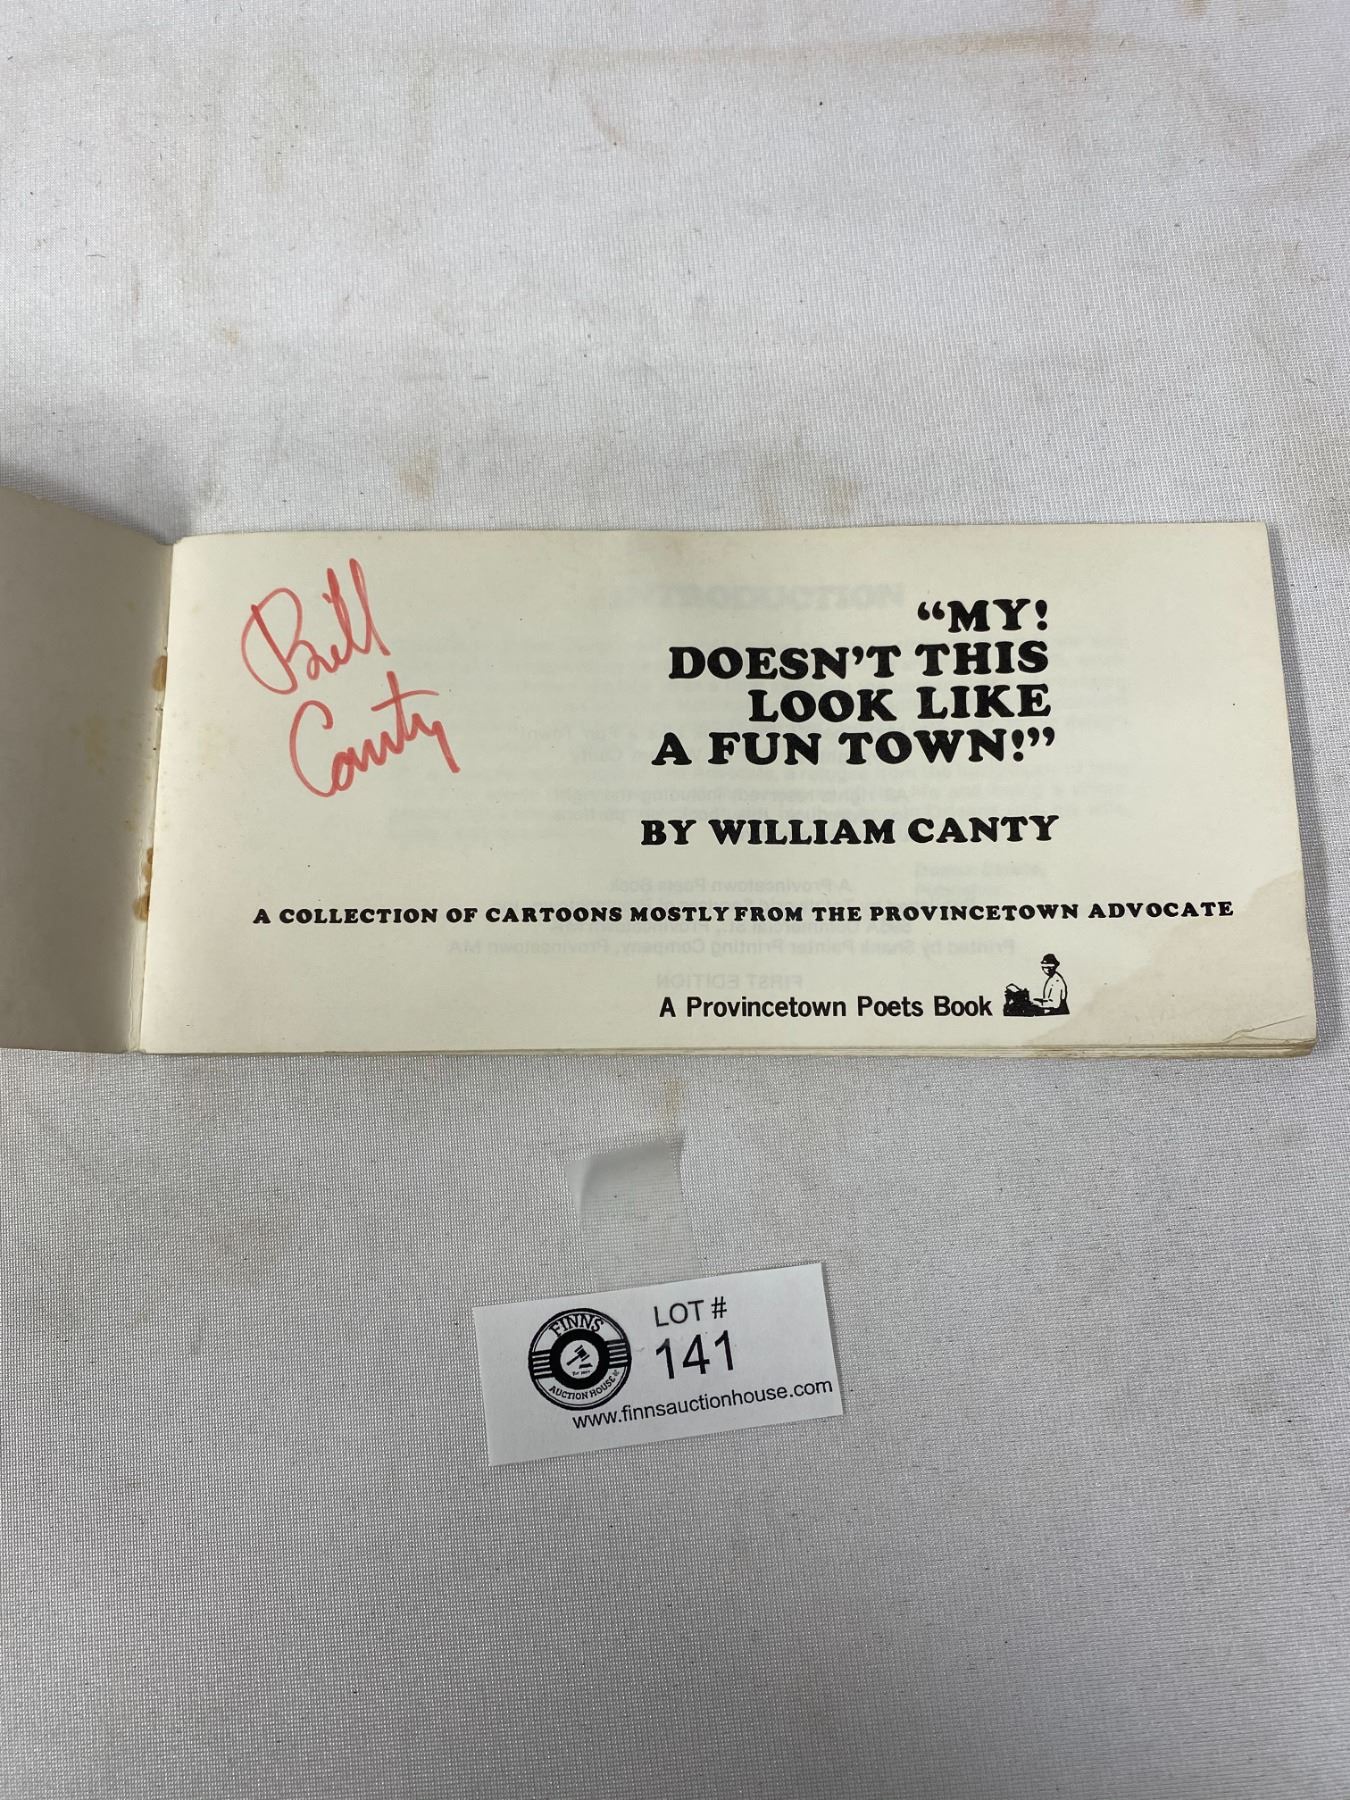 Bill
Canty
“MY!
DOESN’T THIS
LOOK LIKE
A FUN TOWN!”
BY WILLIAM CANTY
A COLLECTION OF CARTOONS MOSTLY FROM THE PROVINCETOWN ADVOCATE
A Provincetown Poets Book
FINNS
AUCTION HOUSE
LOT #
141
www.finnsauctionhouse.com